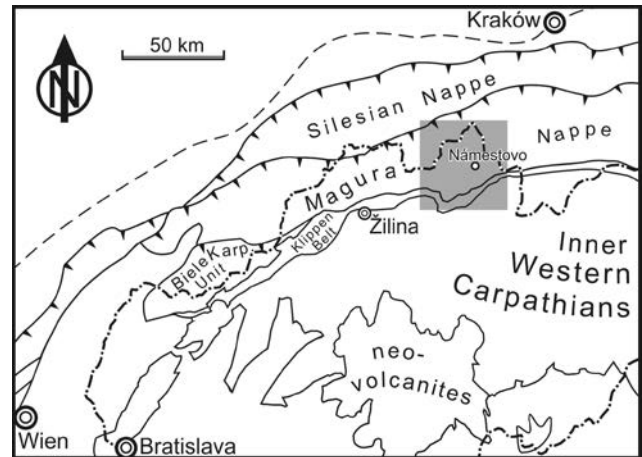 Kraków
50 km
N
Silesian Nappe
Nappe
Námestovo
Magura
Žilina
Klippen
Belt
Biele Karp.
Unit
Inner
Western
Carpathians
neo-
volcanites
Wien
Bratislava